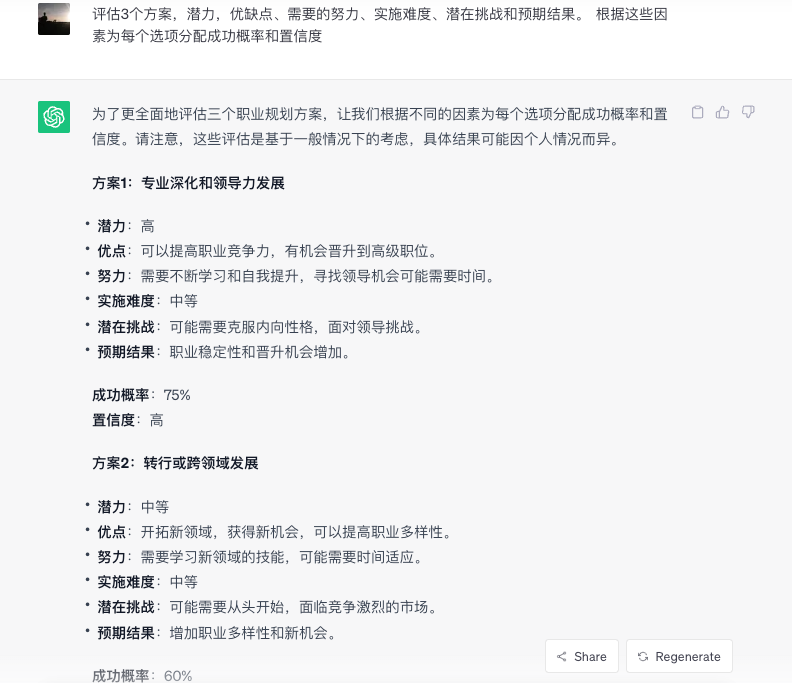 评估3个方案，潜力，优缺点、需要的努力、实施难度、潜在挑战和预期结果。 根据这些因
素为每个选项分配成功概率和置信度
为了更全面地评估三个职业规划方案，让我们根据不同的因素为每个选项分配成功概率和置
信度。请注意，这些评估是基于一般情况下的考虑，具体结果可能因个人情况而异。
方案1：专业深化和领导力发展
• 潜力：高
• 优点：可以提高职业竞争力，有机会晋升到高级职位。
• 努力：需要不断学习和自我提升，寻找领导机会可能需要时间。
• 实施难度：中等
• 潜在挑战：可能需要克服内向性格，面对领导挑战。
• 预期结果：职业稳定性和晋升机会增加。
成功概率：75%
置信度：高
方案2：转行或跨领域发展
• 潜力：中等
• 优点：开拓新领域，获得新机会，可以提高职业多样性。
• 努力：需要学习新领域的技能，可能需要时间适应。
• 实施难度：中等
• 潜在挑战：可能需要从头开始，面临竞争激烈的市场。
• 预期结果：增加职业多样性和新机会。
Share
Regenerate
成功概率：60%